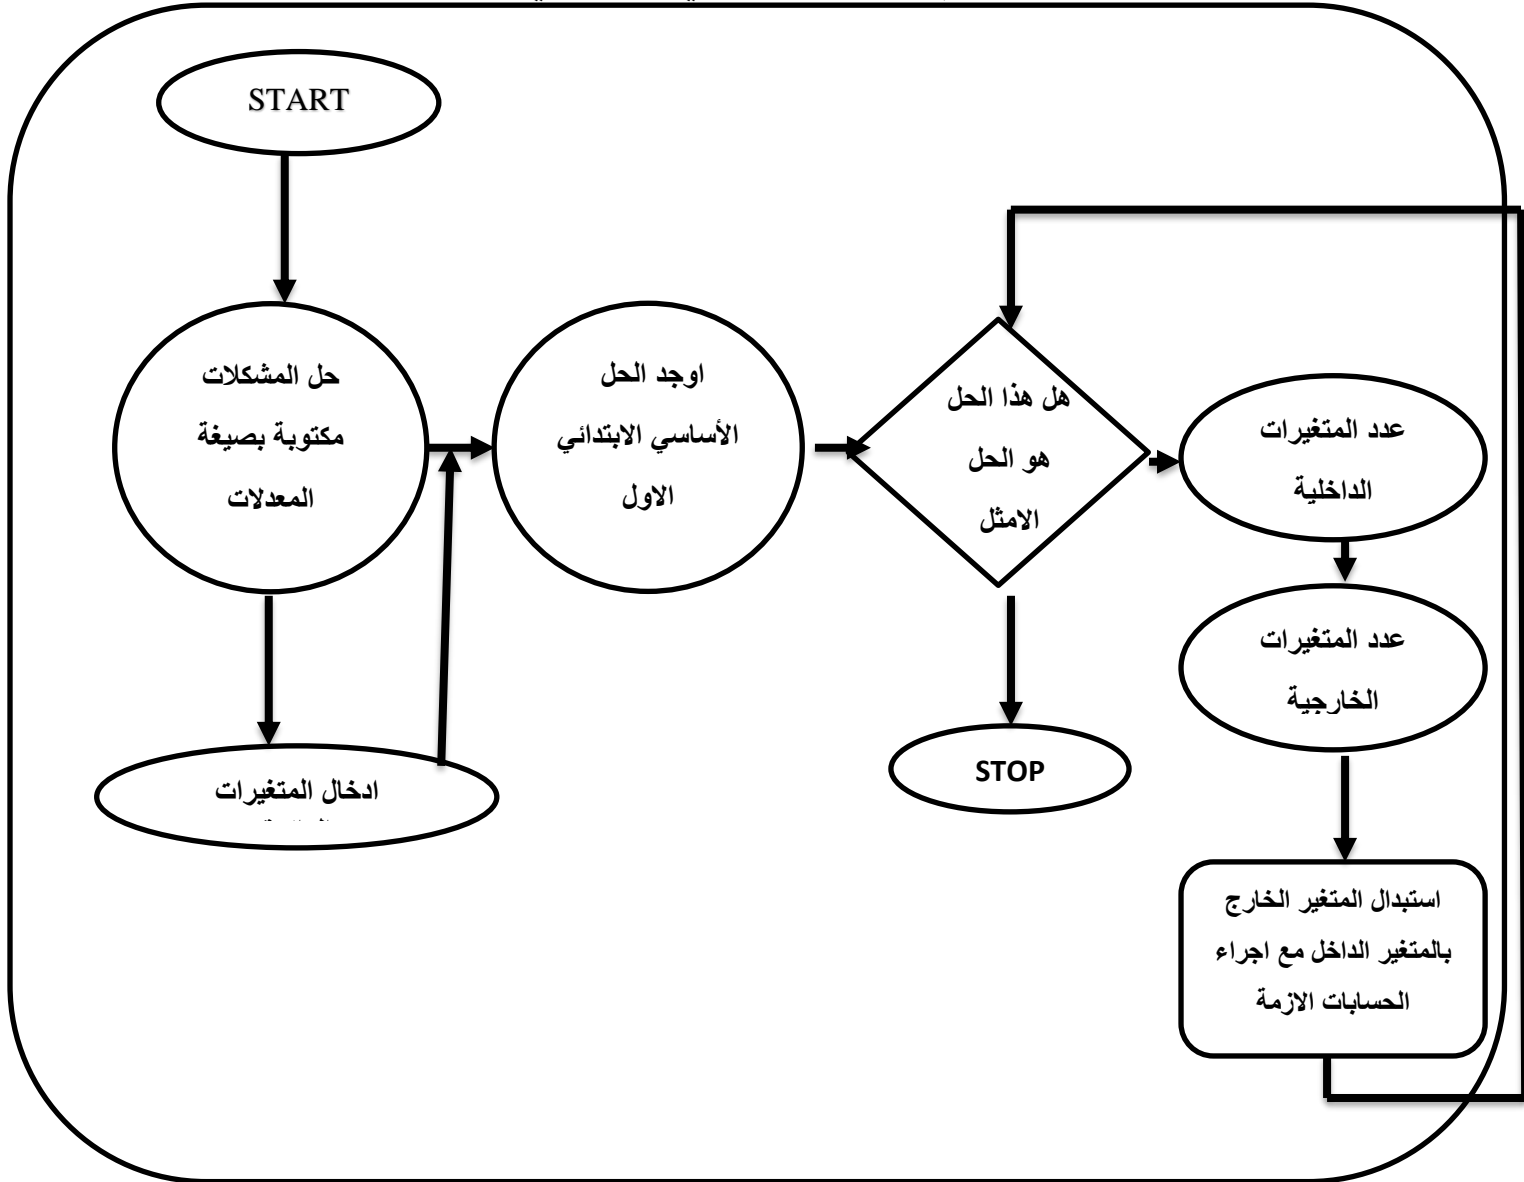 START
حل المشكلات
مكتوبة بصيغة
المعدلات
ادخال المتغيرات
اوجد الحل
الأساسي الابتدائي
الاول
هل هذا الحل
هو الحل
الامثل
STOP
عدد المتغيرات
الداخلية
عدد المتغيرات
الخارجية
استبدال المتغير الخارج
بالمتغير الداخل مع اجراء
الحسابات الازمة